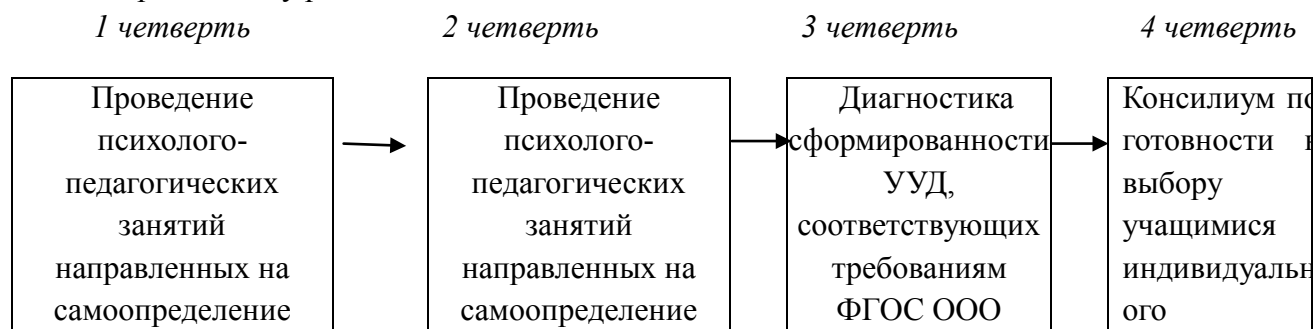 1 четверть
2 четверть
3 четверть
4 четверть
Проведение
психолого-
педагогических
занятий
направленных на
самоопределение
Проведение
психолого-
педагогических
занятий
направленных на
самоопределение
Диагностика
сформированности
УУД,
соответствующих
требованиям
ФГОС ООО
Консилиум по
готовности
выбору
учащимися
индивидуальн
ого